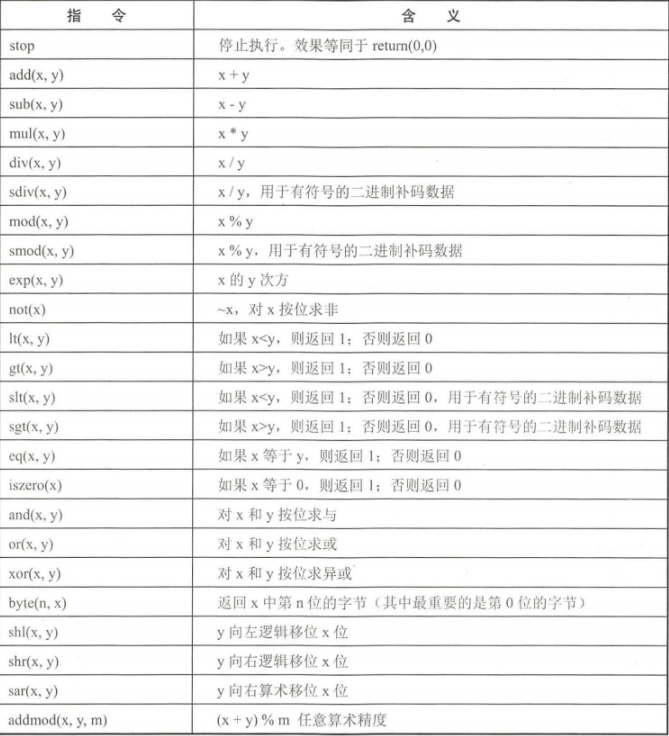 指 令 含 义
stop 停止执行。效果等同于 return(0,0)
add(x, y) x + y
sub(x, y) x - y
mul(x, y) x * y
div(x, y) x / y
sdiv(x, y) x / y，用于有符号的二进制补码数据
mod(x, y) x % y
smod(x, y) x % y，用于有符号的二进制补码数据
exp(x, y) x 的 y 次方
not(x) ~x，对 x 按位求非
lt(x, y) 如果 x<y，则返回 1；否则返回 0
gt(x, y) 如果 x>y，则返回 1；否则返回 0
slt(x, y) 如果 x<y，则返回 1；否则返回 0，用于有符号的二进制补码数据
sgt(x, y) 如果 x>y，则返回 1；否则返回 0，用于有符号的二进制补码数据
eq(x, y) 如果 x 等于 y，则返回 1；否则返回 0
iszero(x) 如果 x 等于 0，则返回 1；否则返回 0
and(x, y) 对 x 和 y 按位求与
or(x, y) 对 x 和 y 按位求或
xor(x, y) 对 x 和 y 按位求异或
byte(n, x) 返回 x 中第 n 位的字节（其中最重要的是第 0 位的字节）
shl(x, y) y 向左逻辑移位 x 位
shr(x, y) y 向右逻辑移位 x 位
sar(x, y) y 向右算术移位 x 位
addmod(x, y, m) (x + y) % m 任意算术精度